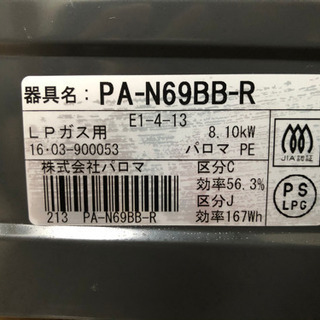 器具名：PA-N69BB-R
E1-4-13
LPガス用 8.10kW
16·03-900053 パロマ PE
JIA認証
株式会社パロマ 区分C
効率56.3%
区分J
213 PA-N69BB-R 効率167Wh
PS
LPG